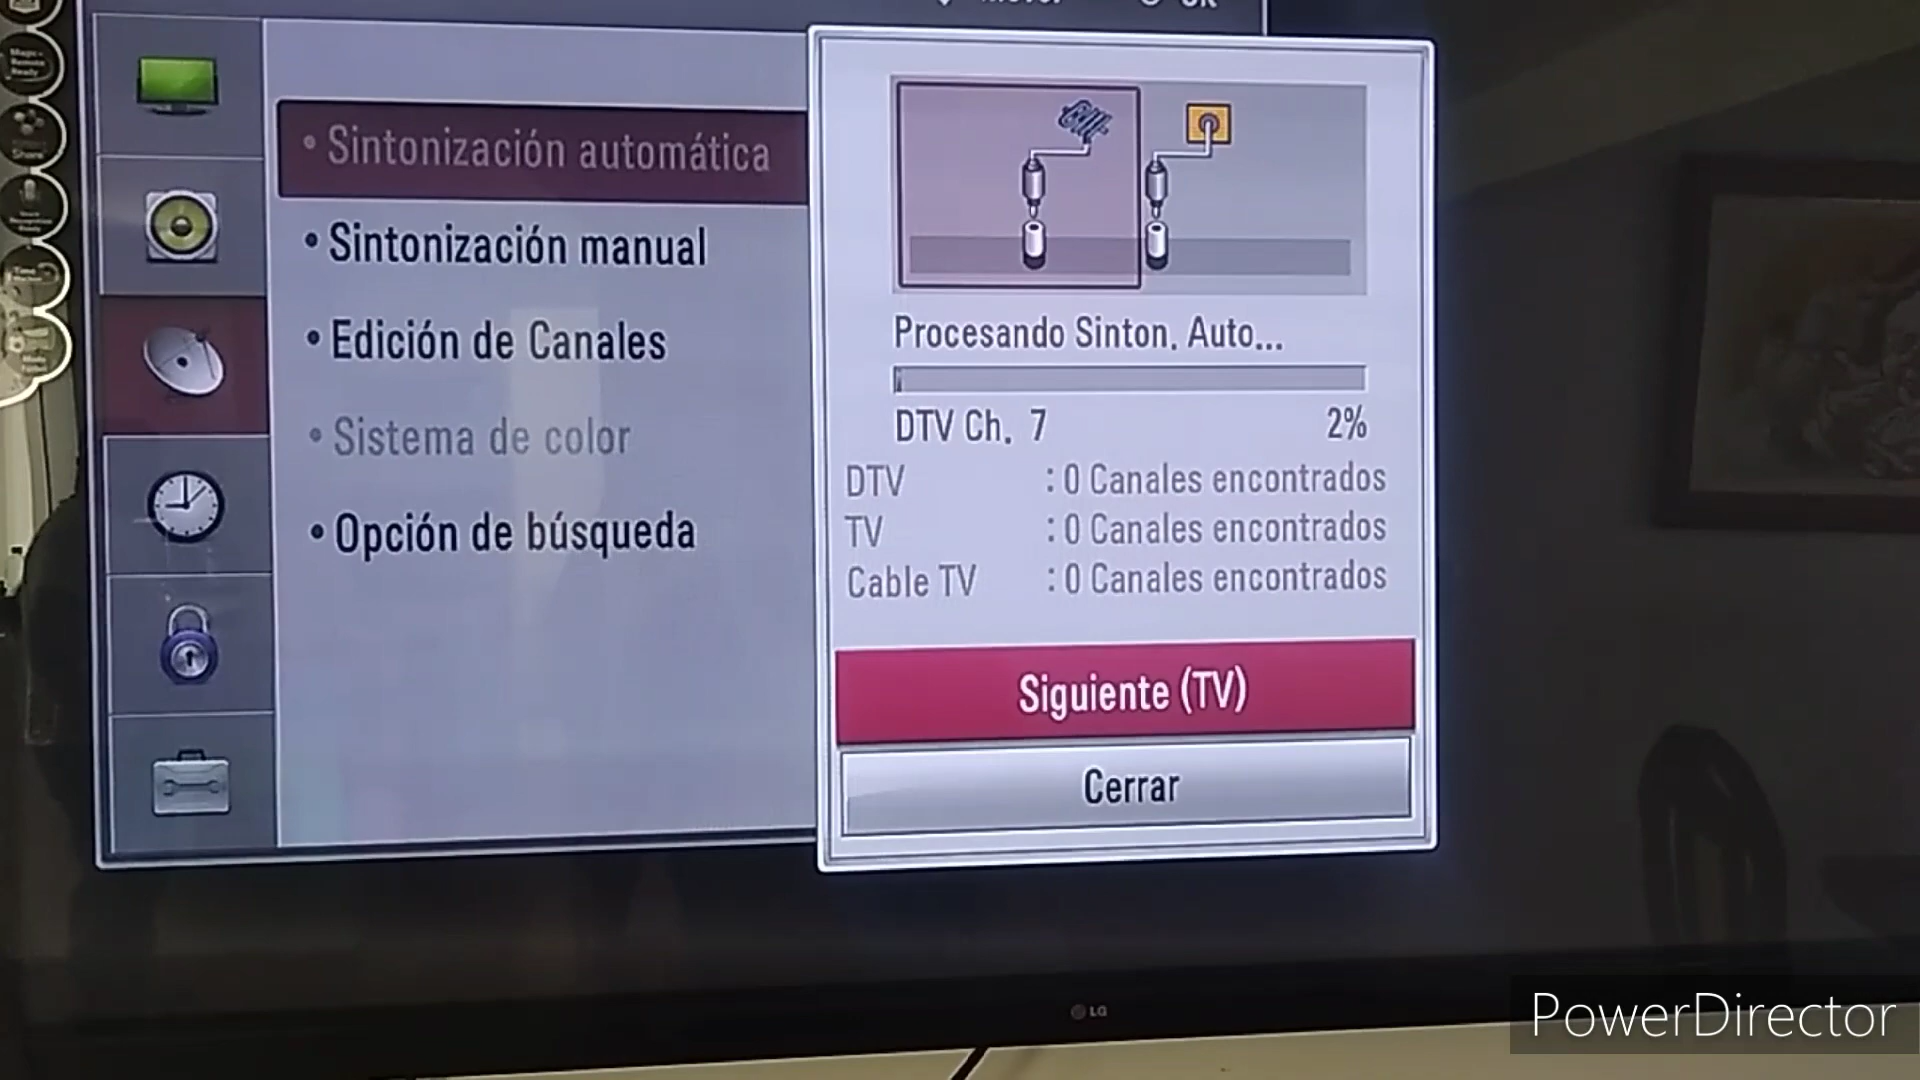 OK
• Sintonización automática
• Sintonización manual
• Edición de Canales
• Sistema de color
• Opción de búsqueda
Procesando Sinton. Auto...
DTV Ch. 7 2%
DTV : 0 Canales encontrados
TV : 0 Canales encontrados
Cable TV : 0 Canales encontrados
Siguiente (TV)
Cerrar
LG
PowerDirector